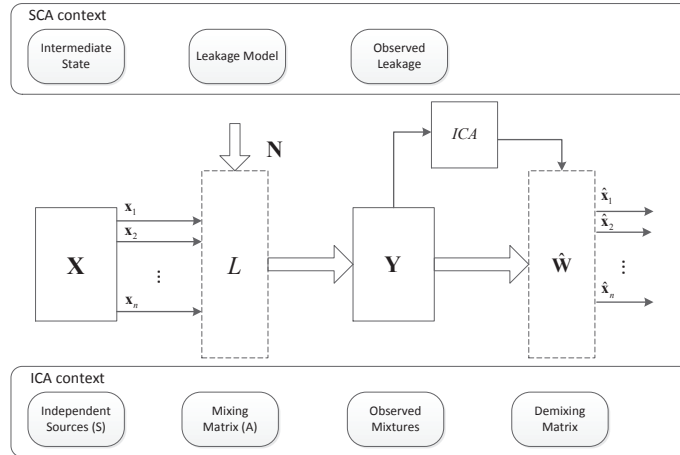 SCA context
Intermediate
State
Leakage Model
Observed
Leakage
N
ICA
X
x₁
x₂
⋮
xₙ
L
Y
Ŵ
x̂₁
x̂₂
⋮
x̂ₙ
ICA context
Independent
Sources (S)
Mixing
Matrix (A)
Observed
Mixtures
Demixing
Matrix